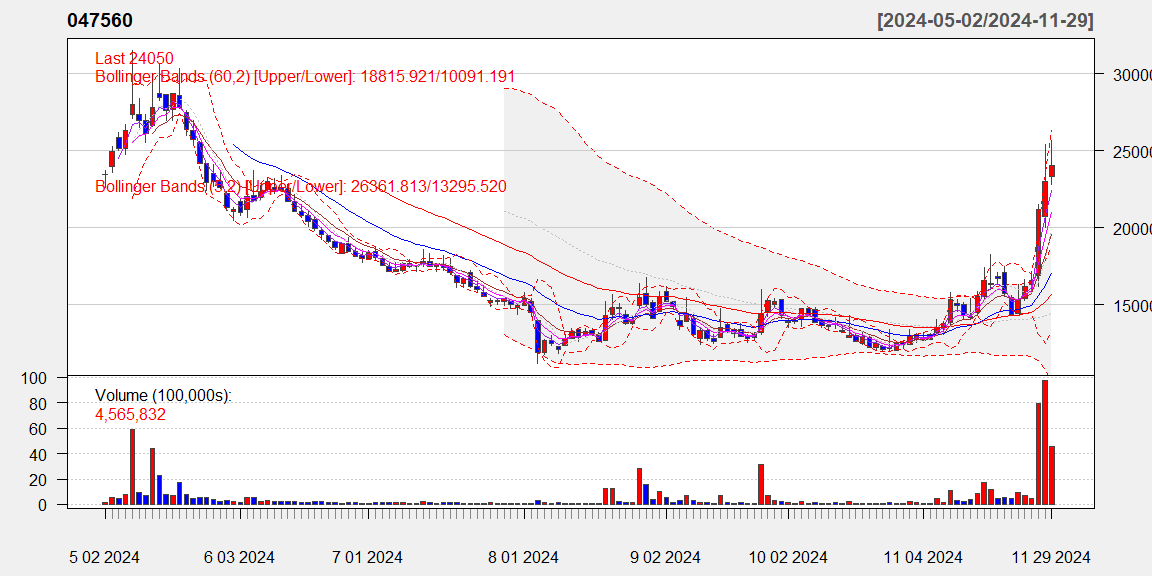 047560 [2024-05-02/2024-11-29]
Last 24050
Bollinger Bands (60,2) [Upper/Lower]: 18815.921/10091.191
Bollinger Bands (5,2) [Upper/Lower]: 26361.813/13295.520
30000
25000
20000
15000
Volume (100,000s):
4,565,832
100
80
60
40
20
0
5 02 2024 6 03 2024 7 01 2024 8 01 2024 9 02 2024 10 02 2024 11 04 2024 11 29 2024